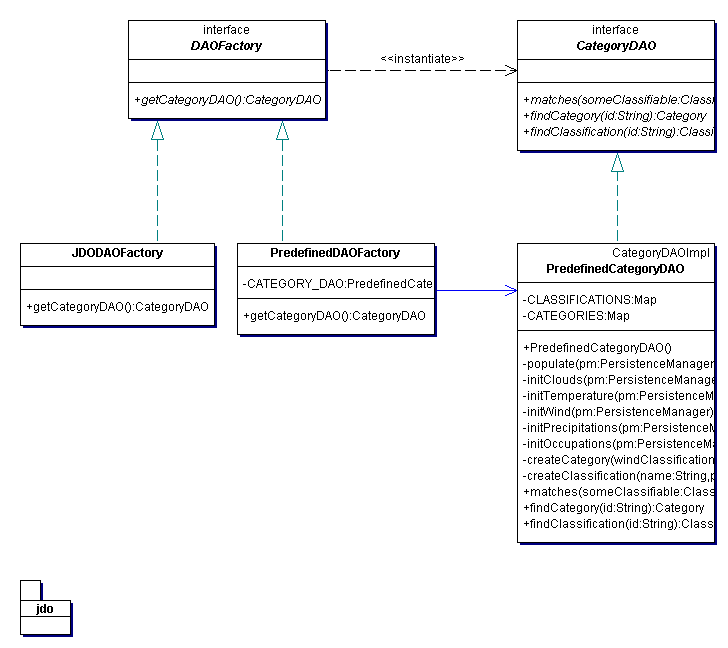 interface
DAOFactory
+getCategoryDAO():CategoryDAO
<<instantiate>>
interface
CategoryDAO
+matches(someClassifiable:Classif
+findCategory(id:String):Category
+findClassification(id:String):Classi
JDODAOFactory
+getCategoryDAO():CategoryDAO
PredefinedDAOFactory
-CATEGORY_DAO:PredefinedCate
+getCategoryDAO():CategoryDAO
CategoryDAOImpl
PredefinedCategoryDAO
-CLASSIFICATIONS:Map
-CATEGORIES:Map
+PredefinedCategoryDAO()
-populate(pm:PersistenceManager
-initClouds(pm:PersistenceManage
-initTemperature(pm:PersistenceM
-initWind(pm:PersistenceManager)
-initPrecipitations(pm:PersistenceM
-initOccupations(pm:PersistenceMa
-createCategory(windClassification
-createClassification(name:String,p
+matches(someClassifiable:Class
+findCategory(id:String):Category
+findClassification(id:String):Class
jdo